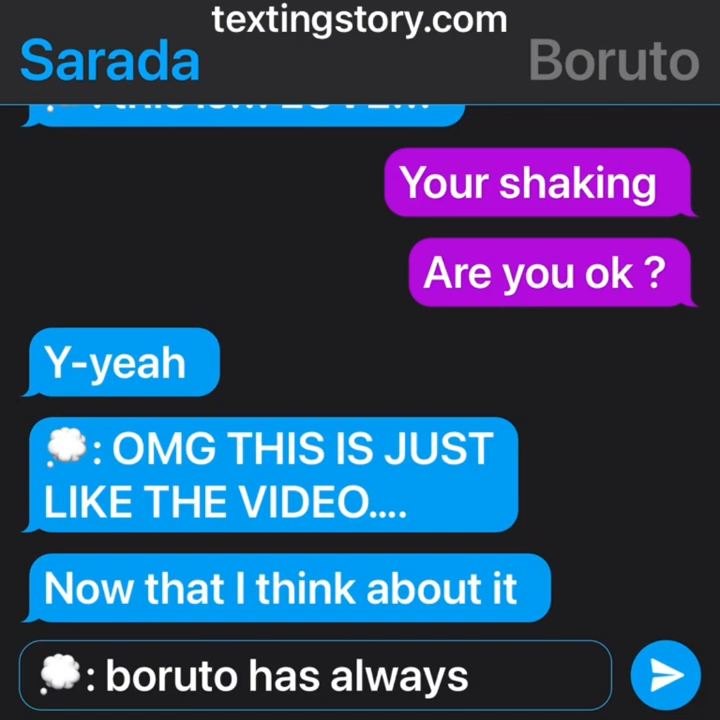 textingstory.com
Sarada
Boruto
Your shaking
Are you ok ?
Y-yeah
💭: OMG THIS IS JUST
LIKE THE VIDEO....
Now that I think about it
💭: boruto has always